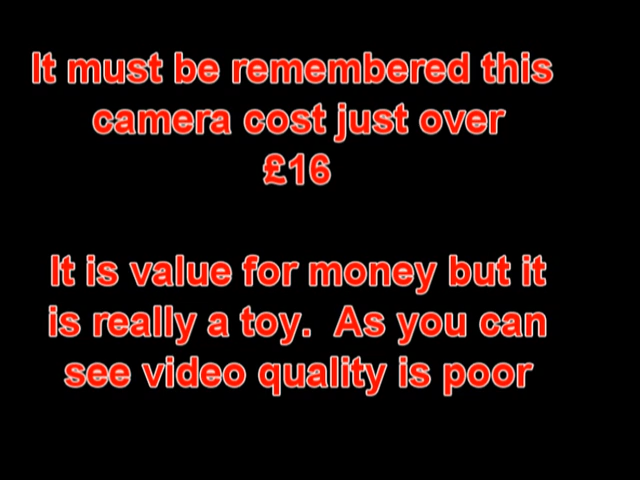 It must be remembered this
camera cost just over
£16
It is value for money but it
is really a toy.  As you can
see video quality is poor